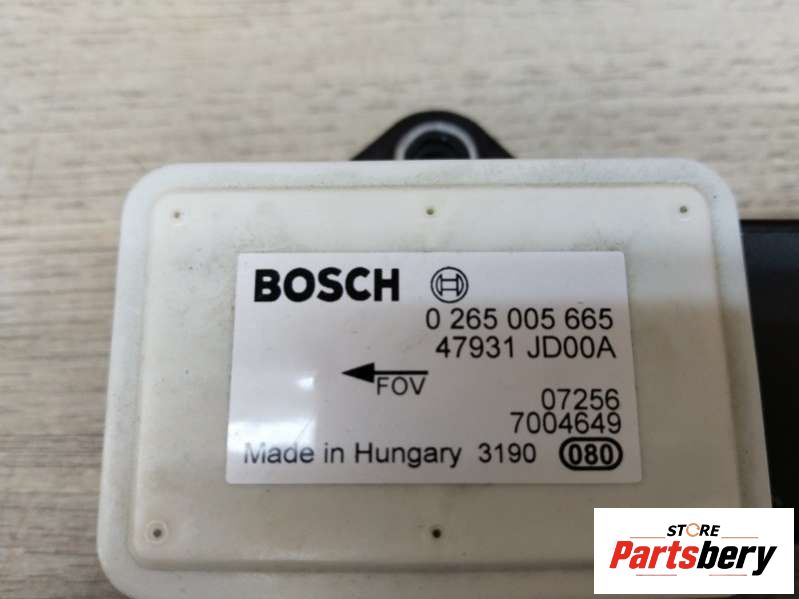 BOSCH
0 265 005 665
47931 JD00A
FOV
07256
7004649
Made in Hungary 3190 080
STORE
Partsbery